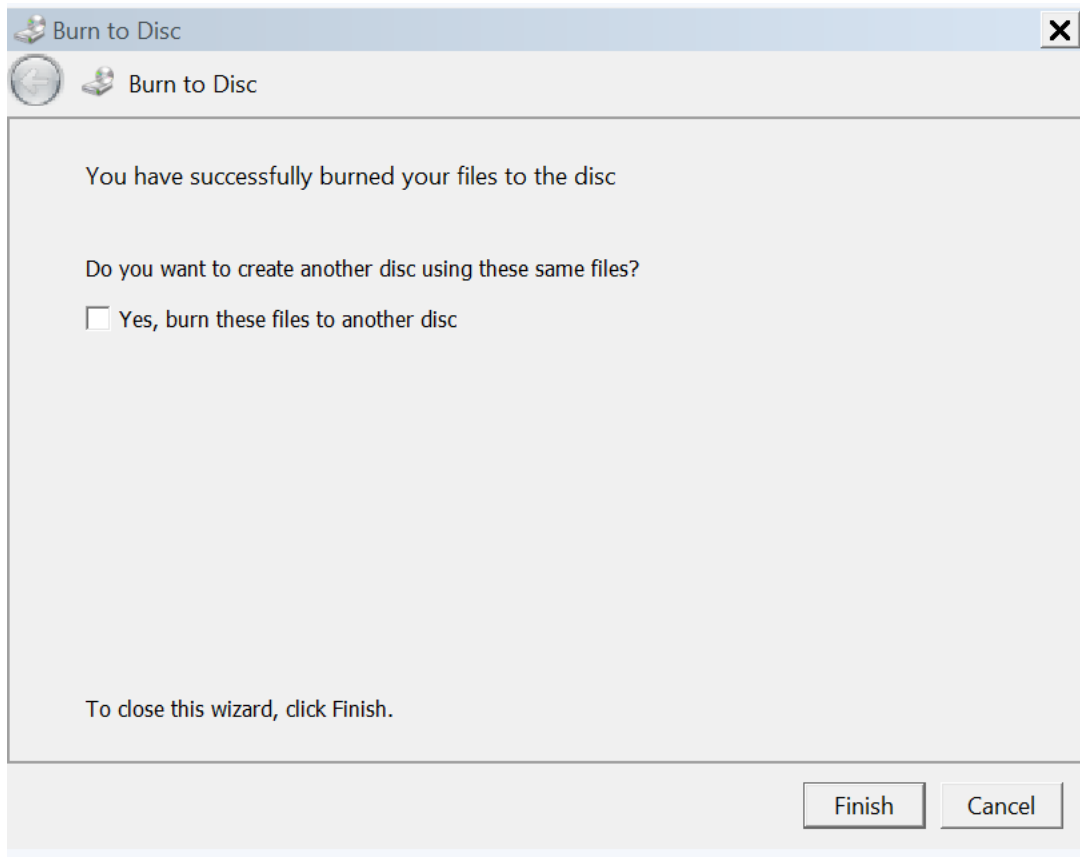 Burn to Disc
Burn to Disc
You have successfully burned your files to the disc
Do you want to create another disc using these same files?
Yes, burn these files to another disc
To close this wizard, click Finish.
Finish Cancel